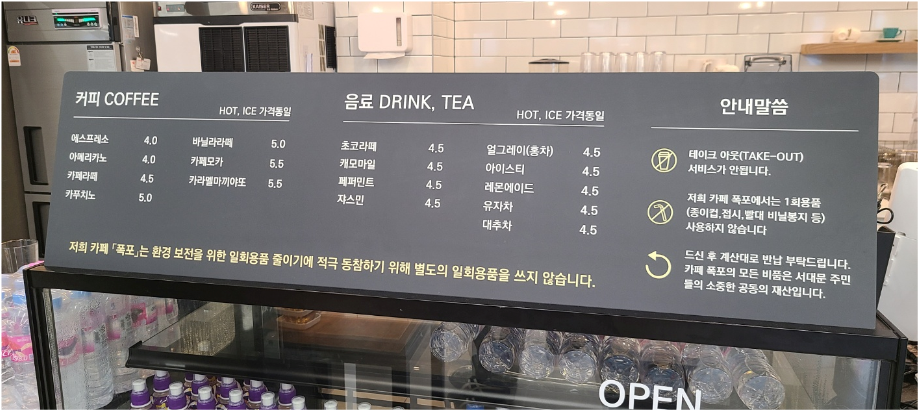 커피 COFFEE
HOT, ICE 가격동일
에스프레소 4.0
아메리카노 4.0
카페라떼 4.5
카푸치노 5.0
바닐라라떼 5.0
카페모카 5.5
카라멜마끼야또 5.5
음료 DRINK, TEA
HOT, ICE 가격동일
초코라떼 4.5
캐모마일 4.5
페퍼민트 4.5
쟈스민 4.5
얼그레이(홍차) 4.5
아이스티 4.5
레몬에이드 4.5
유자차 4.5
대추차 4.5
안내말씀
테이크 아웃(TAKE-OUT)
서비스가 안됩니다.
저희 카페 폭포에서는 1회용품
(종이컵,접시,빨대 비닐봉지 등)
사용하지 않습니다
드신 후 계산대로 반납 부탁드립니다.
카페 폭포의 모든 비품은 서대문 주민
들의 소중한 공동의 재산입니다.
저희 카페 「폭포」는 환경 보전을 위한 일회용품 줄이기에 적극 동참하기 위해 별도의 일회용품을 쓰지 않습니다.
OPEN